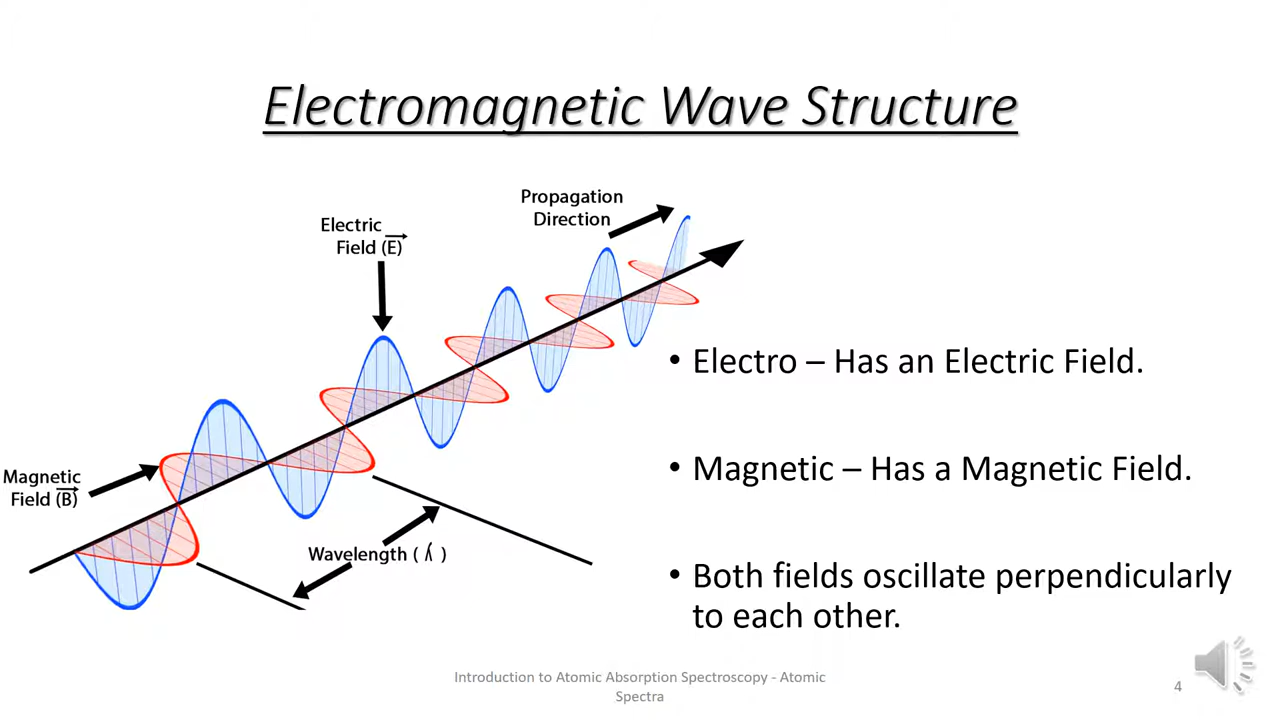 Electromagnetic Wave Structure
Propagation
Direction
Electric
Field (E)
Magnetic
Field (B)
Wavelength ( λ )
• Electro – Has an Electric Field.
• Magnetic – Has a Magnetic Field.
• Both fields oscillate perpendicularly
to each other.
Introduction to Atomic Absorption Spectroscopy - Atomic
Spectra
4